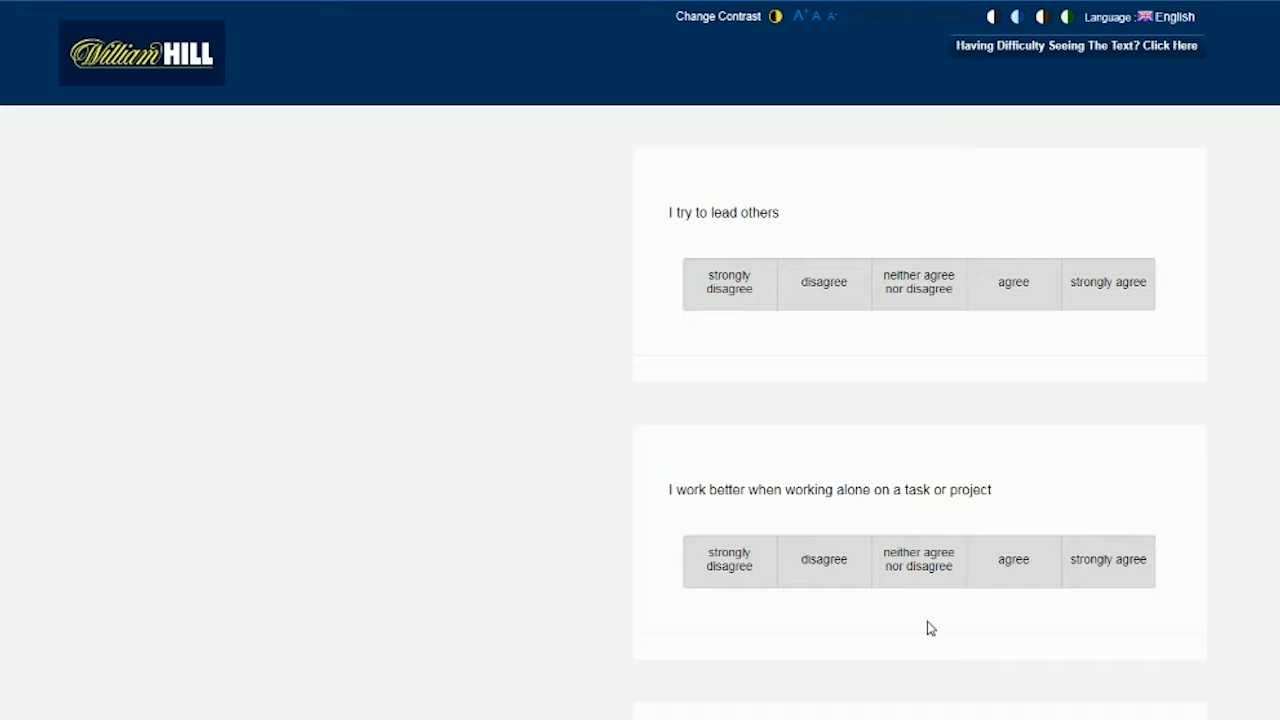 Change Contrast
A+ A A-
Language : English
William HILL
Having Difficulty Seeing The Text? Click Here
I try to lead others
strongly disagree
disagree
neither agree nor disagree
agree
strongly agree
I work better when working alone on a task or project
strongly disagree
disagree
neither agree nor disagree
agree
strongly agree